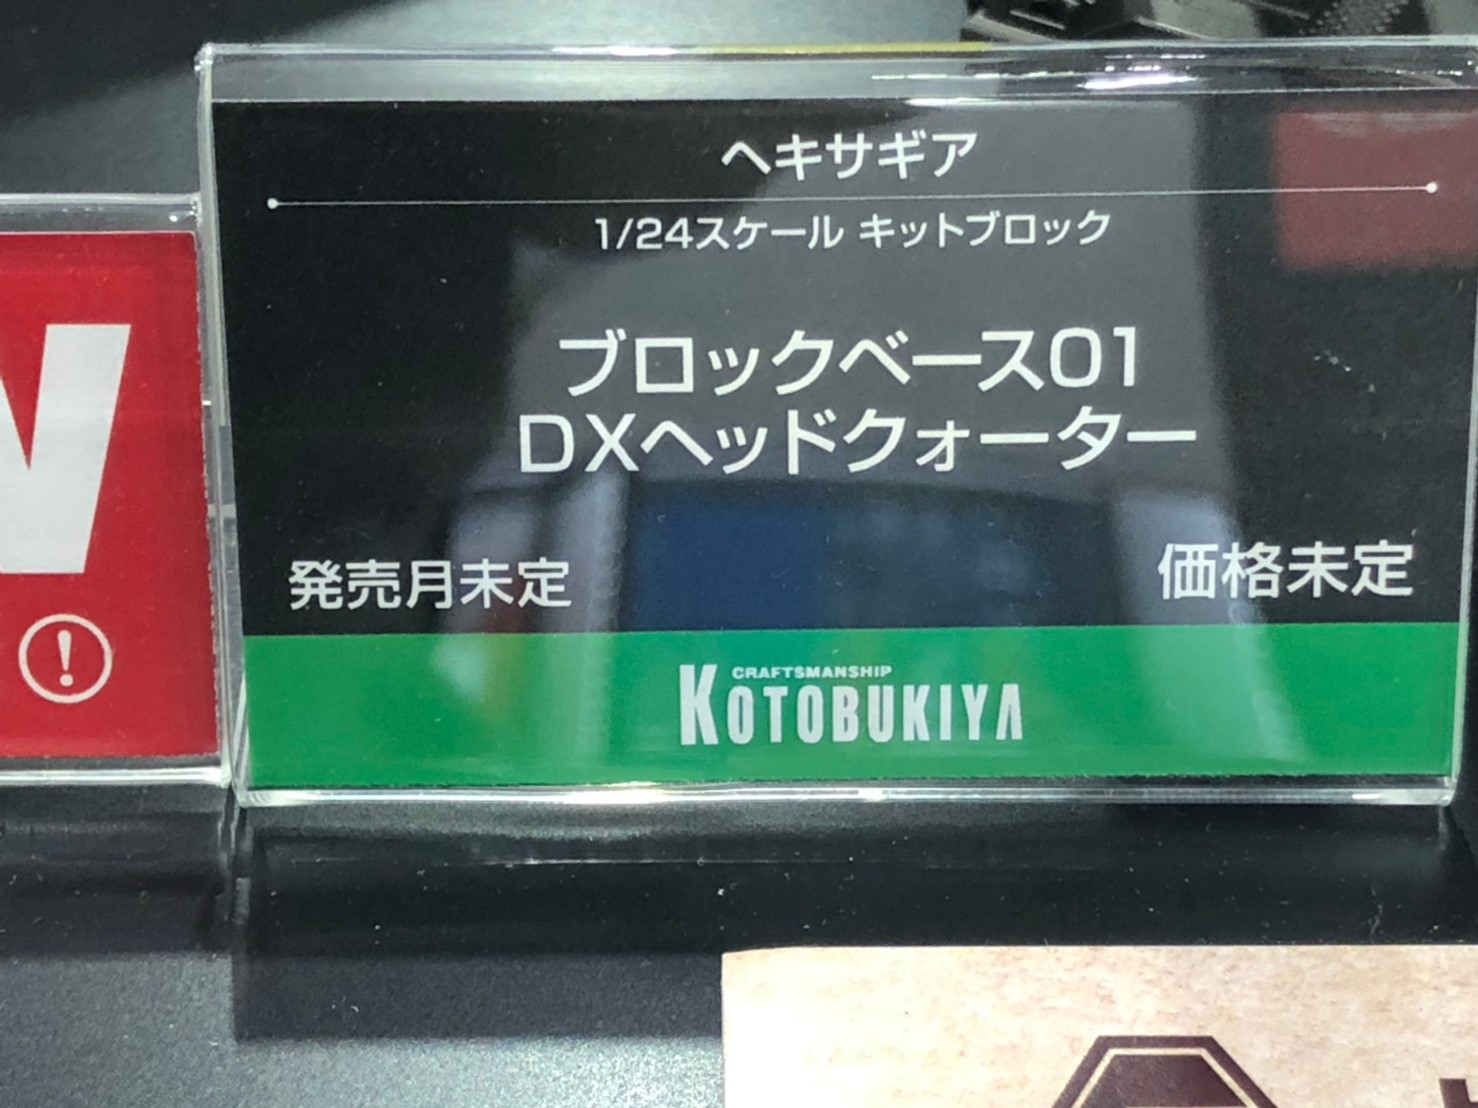 ヘキサギア
1/24スケール キットブロック
ブロックベース01
DXヘッドクォーター
発売月未定
価格未定
CRAFTSMANSHIP
KOTOBUKIYA
!